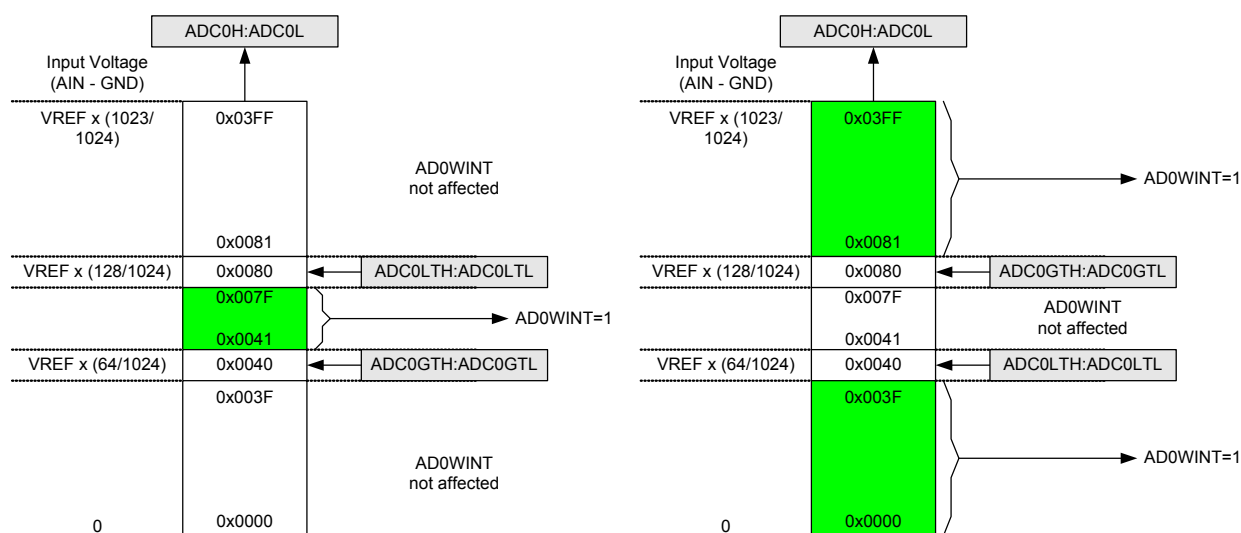 ADC0H:ADC0L
Input Voltage
(AIN - GND)
VREF x (1023/
1024)
0x03FF
AD0WINT
not affected
0x0081
VREF x (128/1024)
0x0080
ADC0LTH:ADC0LTL
0x007F
AD0WINT=1
0x0041
VREF x (64/1024)
0x0040
ADC0GTH:ADC0GTL
0x003F
AD0WINT
not affected
0
0x0000
ADC0H:ADC0L
Input Voltage
(AIN - GND)
VREF x (1023/
1024)
0x03FF
AD0WINT=1
0x0081
VREF x (128/1024)
0x0080
ADC0GTH:ADC0GTL
0x007F
AD0WINT
not affected
0x0041
VREF x (64/1024)
0x0040
ADC0LTH:ADC0LTL
0x003F
AD0WINT=1
0
0x0000